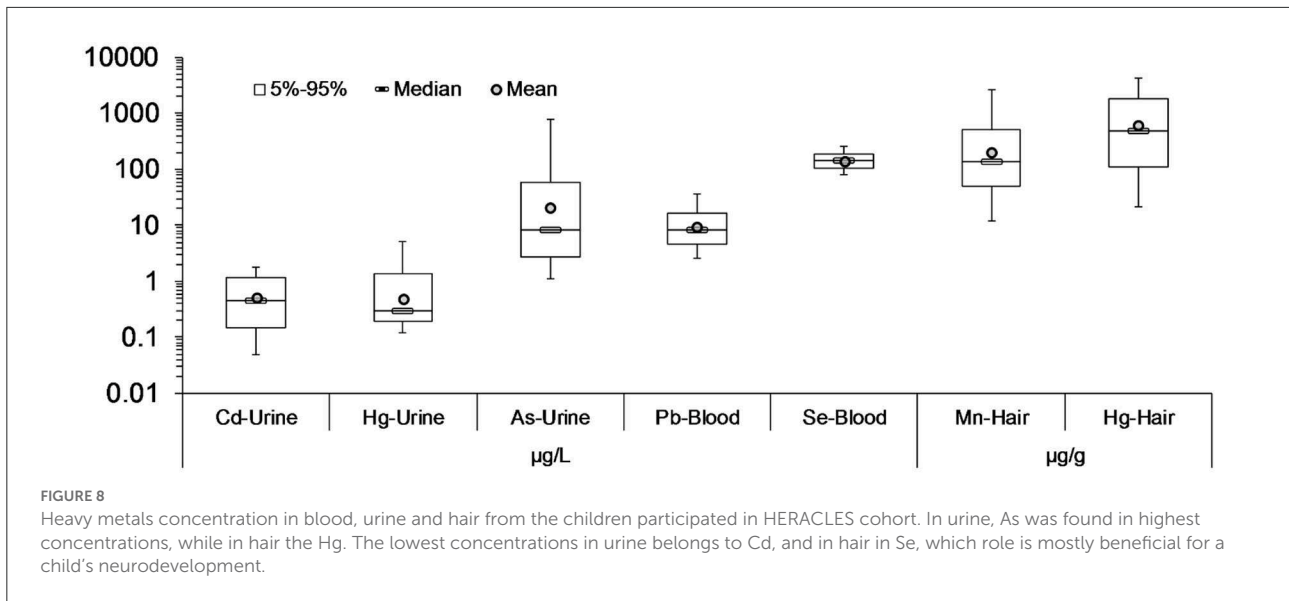 10000
1000
100
10
1
0.1
0.01
5%-95% Median Mean
Cd-Urine Hg-Urine As-Urine Pb-Blood Se-Blood Mn-Hair Hg-Hair
µg/L µg/g
FIGURE 8
Heavy metals concentration in blood, urine and hair from the children participated in HERACLES cohort. In urine, As was found in highest
concentrations, while in hair the Hg. The lowest concentrations in urine belongs to Cd, and in hair in Se, which role is mostly beneficial for a
child's neurodevelopment.